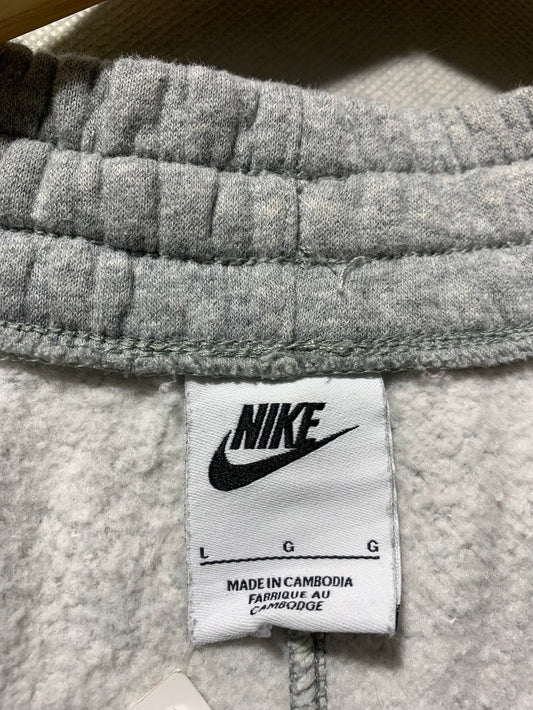 NIKE
L G G
MADE IN CAMBODIA
FABRIQUE AU
CAMBODGE